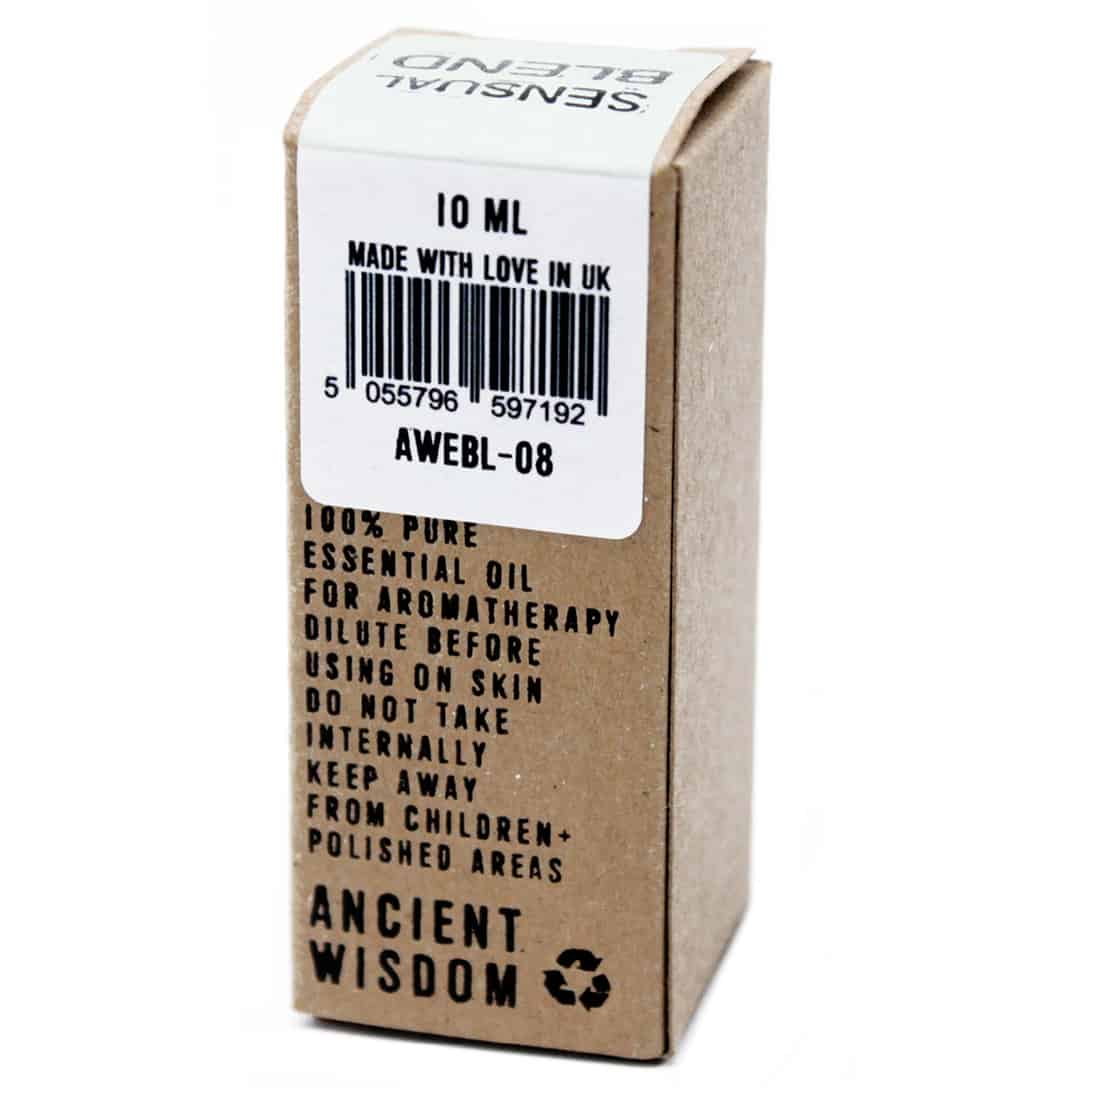 SENSUAL
BLEND
10 ML
MADE WITH LOVE IN UK
5 055796 597192
AWEBL-08
100% PURE
ESSENTIAL OIL
FOR AROMATHERAPY
DILUTE BEFORE
USING ON SKIN
DO NOT TAKE
INTERNALLY
KEEP AWAY
FROM CHILDREN+
POLISHED AREAS
ANCIENT
WISDOM